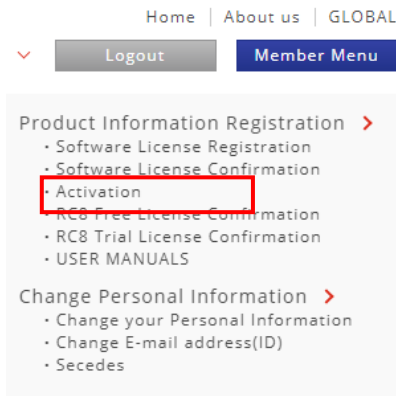 Home | About us | GLOBAL
Logout Member Menu
Product Information Registration >
・Software License Registration
・Software License Confirmation
・Activation
・RC8 Free License Confirmation
・RC8 Trial License Confirmation
・USER MANUALS
Change Personal Information >
・Change your Personal Information
・Change E-mail address(ID)
・Secedes